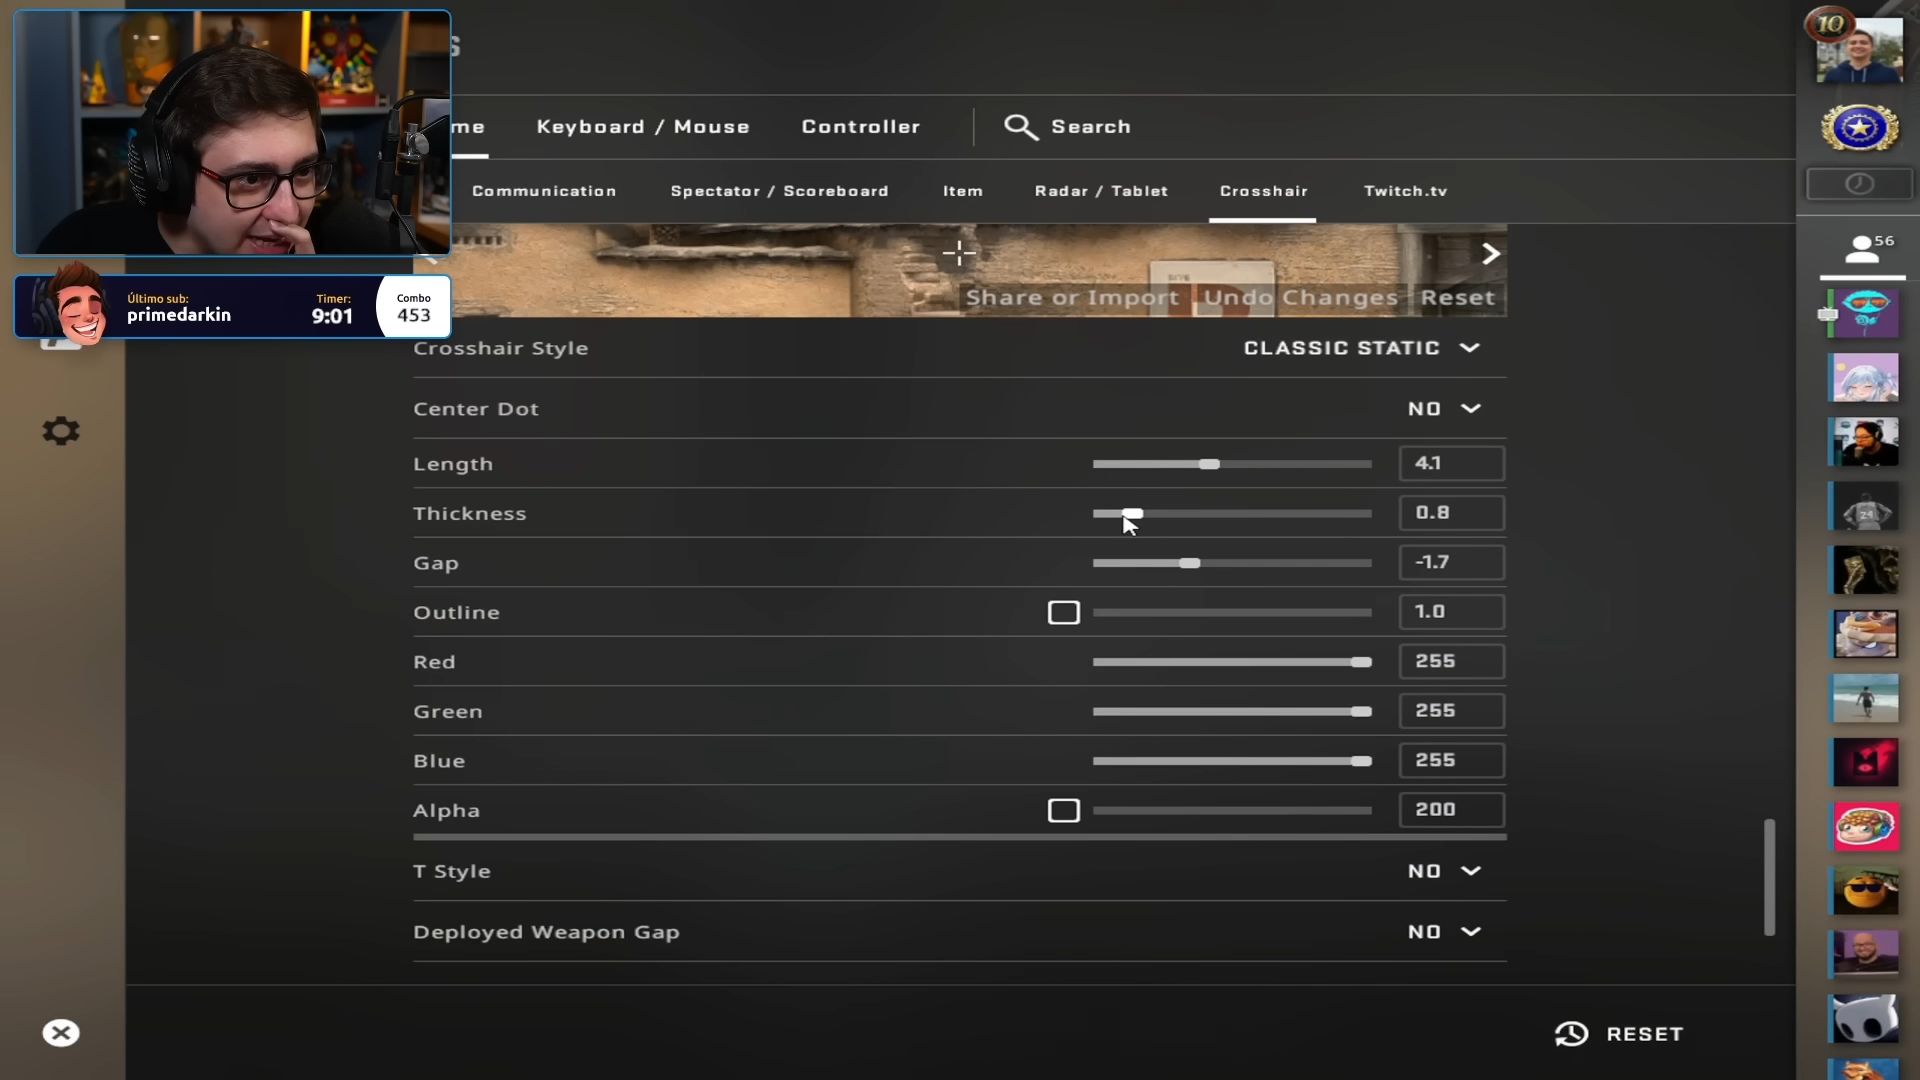 S
me Keyboard / Mouse Controller Search
Communication Spectator / Scoreboard Item Radar / Tablet Crosshair Twitch.tv
Último sub:
primedarkin
Timer:
9:01
Combo
453
Share or Import Undo Changes Reset
Crosshair Style CLASSIC STATIC
Center Dot NO
Length 4.1
Thickness 0.8
Gap -1.7
Outline 1.0
Red 255
Green 255
Blue 255
Alpha 200
T Style NO
Deployed Weapon Gap NO
RESET
10
56
24